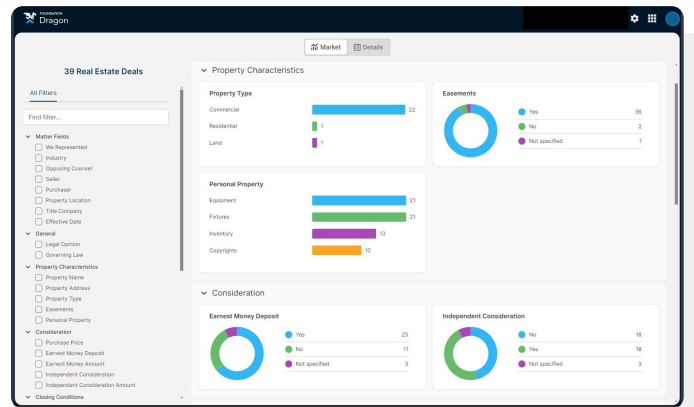 FOUNDATION
Dragon
Market
Details
39 Real Estate Deals
All Filters
Find filter...
Matter Fields
We Represented
Industry
Opposing Counsel
Seller
Purchaser
Property Location
Title Company
Effective Date
General
Legal Opinion
Governing Law
Property Characteristics
Property Name
Property Address
Property Type
Easements
Personal Property
Consideration
Purchase Price
Earnest Money Deposit
Earnest Money Amount
Independent Consideration
Independent Consideration Amount
Closing Conditions
Property Characteristics
Property Type
Commercial 22
Residential 1
Land 1
Easements
Yes 36
No 2
Not specified 1
Personal Property
Equipment 21
Fixtures 21
Inventory 13
Copyrights 10
Consideration
Earnest Money Deposit
Yes 25
No 11
Not specified 3
Independent Consideration
No 18
Yes 18
Not specified 3